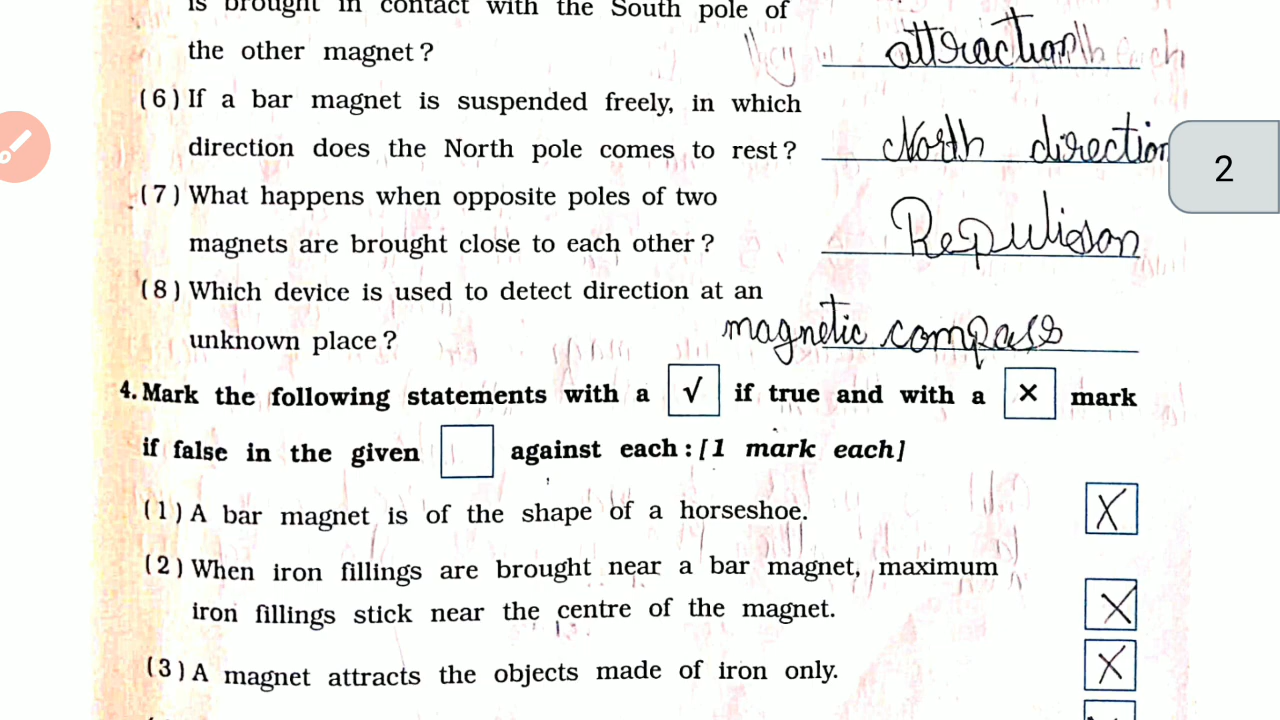 is brought in contact with the South pole of
the other magnet? attraction
(6) If a bar magnet is suspended freely, in which
direction does the North pole comes to rest? North direction
2
(7) What happens when opposite poles of two
magnets are brought close to each other? Repulison
(8) Which device is used to detect direction at an
unknown place? magnetic compass
4. Mark the following statements with a √ if true and with a × mark
if false in the given against each : [1 mark each]
(1) A bar magnet is of the shape of a horseshoe. X
(2) When iron fillings are brought near a bar magnet, maximum
iron fillings stick near the centre of the magnet. X
(3) A magnet attracts the objects made of iron only. X